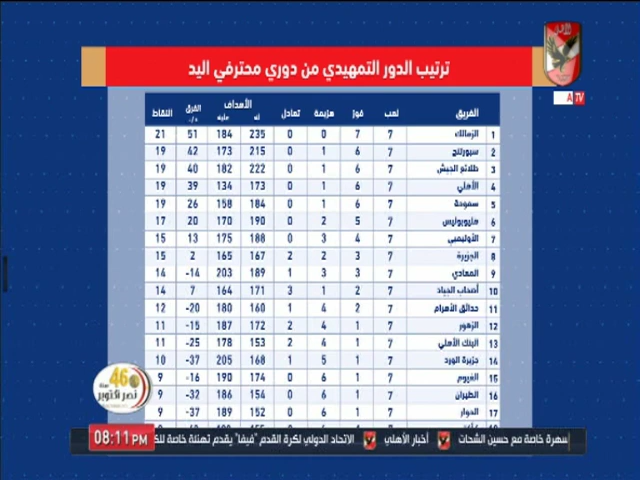 ترتيب الدور التمهيدي من دوري محترفي اليد
A TV
الفريق لعب فوز هزيمة تعادل الأهداف له عليه الفرق +/- النقاط
1 الزمالك 7 7 0 0 235 184 51 21
2 سبورتنج 7 6 1 0 215 173 42 19
3 طلائع الجيش 7 6 1 0 222 182 40 19
4 الأهلي 7 6 1 0 173 134 39 19
5 سموحة 7 6 1 0 184 158 26 19
6 هليوبوليس 7 5 2 0 190 170 20 17
7 الأوليمبي 7 4 3 0 188 175 13 15
8 الجزيرة 7 3 2 2 167 165 2 15
9 المعادي 7 3 3 1 189 203 -14 14
10 أصحاب الجياد 7 2 1 3 171 164 7 14
11 حدائق الأهرام 7 2 4 1 160 180 -20 12
12 الزهور 7 1 4 2 172 187 -15 11
13 البنك الأهلي 7 1 4 2 153 178 -25 11
14 جزيرة الورد 7 1 5 1 168 205 -37 10
15 الفيوم 7 1 6 0 174 190 -16 9
16 الطيران 7 1 6 0 154 186 -32 9
17 الحوار 7 1 6 0 152 189 -37 9
46 سنة
نصر أكتوبر
08:11 PM
سهرة خاصة مع حسين الشحات أخبار الأهلي الاتحاد الدولي لكرة القدم "فيفا" يقدم تهنئة خاصة للك